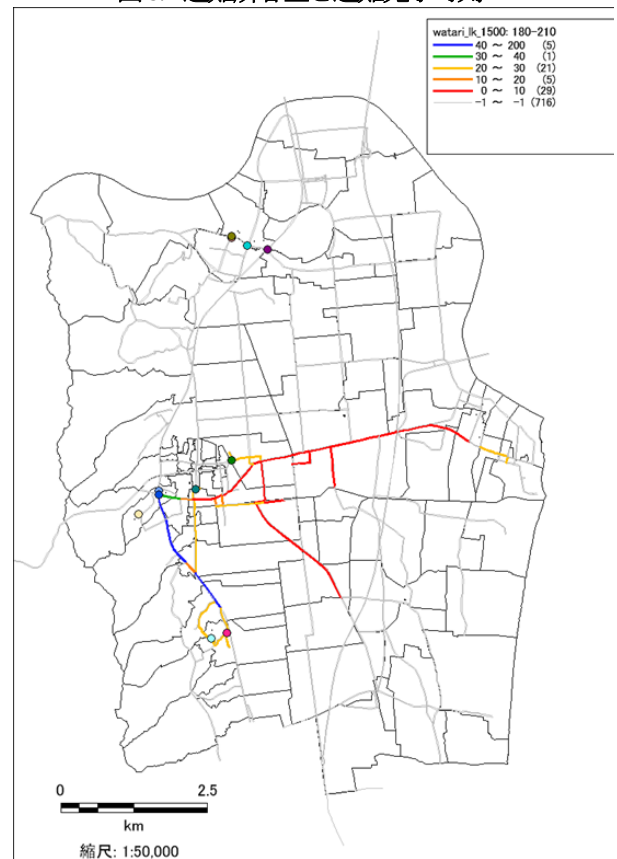 watari_lk_1500: 180-210
40 ～ 200 (5)
30 ～ 40 (1)
20 ～ 30 (21)
10 ～ 20 (5)
0 ～ 10 (29)
-1 ～ -1 (716)
0 2.5
km
縮尺: 1:50,000